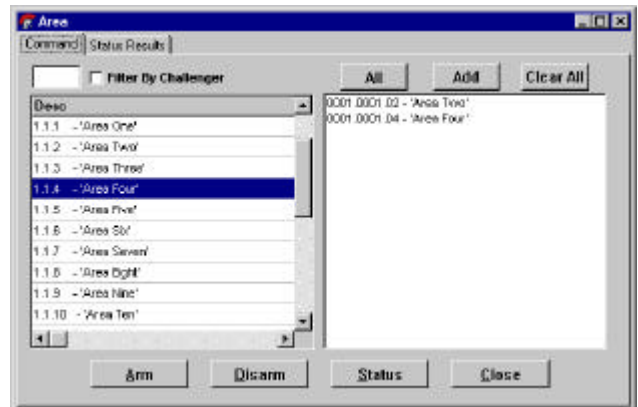 Area
Command Status Results
Filter By Challenger All Add Clear All
Desc
1.1.1 -'Area One'
1.1.2 -'Area Two'
1.1.3 -'Area Three'
1.1.4 -'Area Four'
1.1.5 -'Area Five'
1.1.6 -'Area Six'
1.1.7 -'Area Seven'
1.1.8 -'Area Eight'
1.1.9 -'Area Nine'
1.1.10 -'Area Ten'
0001.0001.02 - 'Area Two'
0001.0001.04 - 'Area Four'
Arm Disarm Status Close